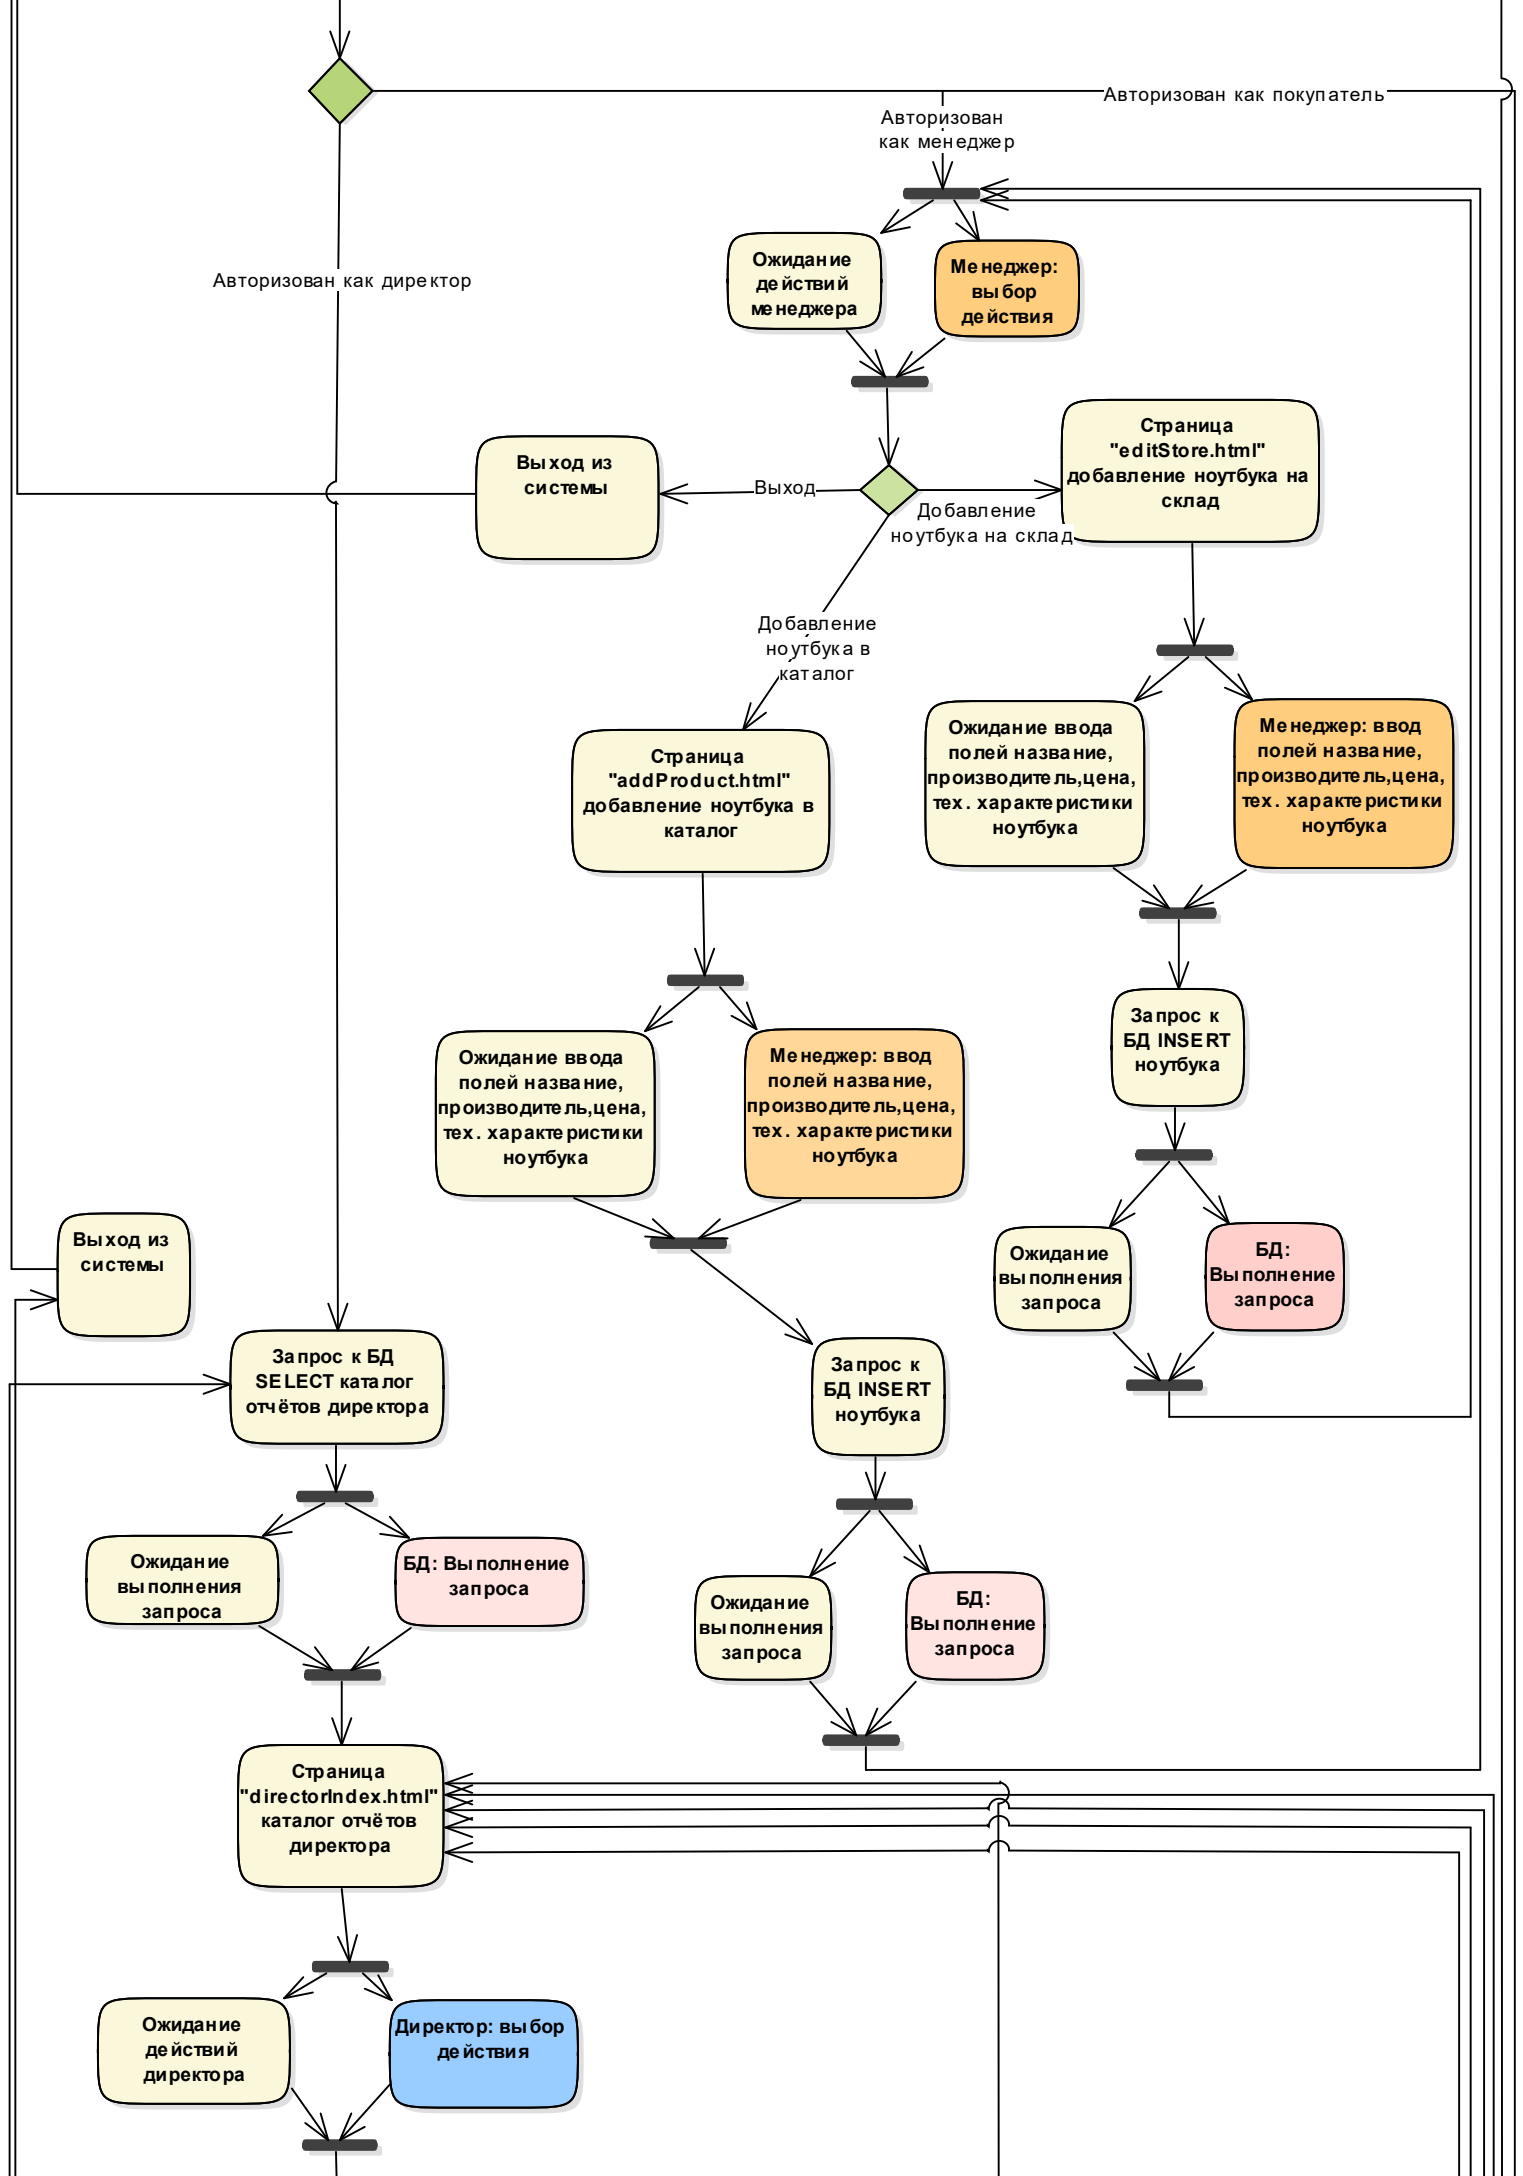 Авторизован как покупатель
Авторизован
как менеджер
Авторизован как директор
Ожидание
действий
менеджера
Менеджер:
выбор
действия
Выход из
системы
Выход
Добавление
ноутбука на склад
Страница
"editStore.html"
добавление ноутбука на
склад
Добавление
ноутбука в
каталог
Страница
"addProduct.html"
добавление ноутбука в
каталог
Ожидание ввода
полей название,
производитель,цена,
тех. характеристики
ноутбука
Менеджер: ввод
полей название,
производитель,цена,
тех. характеристики
ноутбука
Запрос к
БД INSERT
ноутбука
Ожидание ввода
полей название,
производитель,цена,
тех. характеристики
ноутбука
Менеджер: ввод
полей название,
производитель,цена,
тех. характеристики
ноутбука
Ожидание
выполнения
запроса
БД:
Выполнение
запроса
Выход из
системы
Запрос к БД
SELECT каталог
отчётов директора
Запрос к
БД INSERT
ноутбука
Ожидание
выполнения
запроса
БД: Выполнение
запроса
Ожидание
выполнения
запроса
БД:
Выполнение
запроса
Страница
"directorIndex.html"
каталог отчётов
директора
Ожидание
действий
директора
Директор: выбор
действия